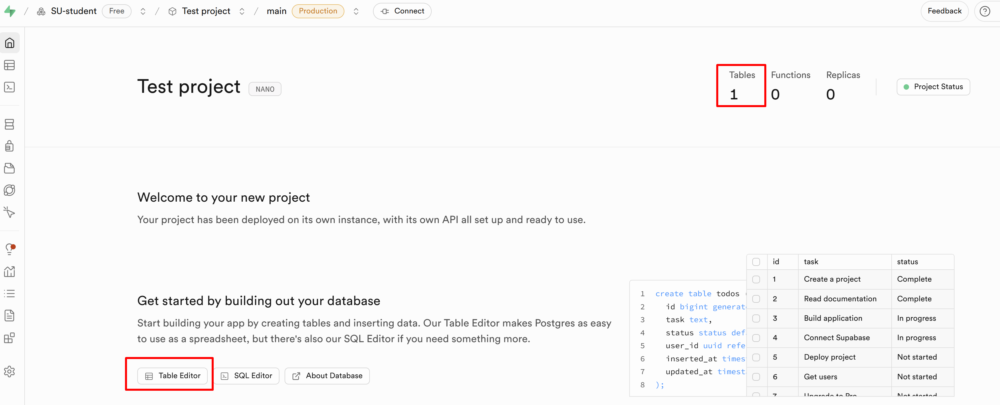 / SU-student Free / Test project / main Production Connect Feedback
Tables Functions Replicas
1 0 0
Test project NANO
Project Status
Welcome to your new project
Your project has been deployed on its own instance, with its own API all set up and ready to use.
Get started by building out your database
Start building your app by creating tables and inserting data. Our Table Editor makes Postgres as easy
to use as a spreadsheet, but there's also our SQL Editor if you need something more.
Table Editor SQL Editor About Database
1 create table todos
2 id bigint generat
3 task text,
4 status status def
5 user_id uuid refe
6 inserted_at times
7 updated_at timest
8 );
id task status
1 Create a project Complete
2 Read documentation Complete
3 Build application In progress
4 Connect Supabase In progress
5 Deploy project Not started
6 Get users Not started
7 Upgrade to Pro Not started